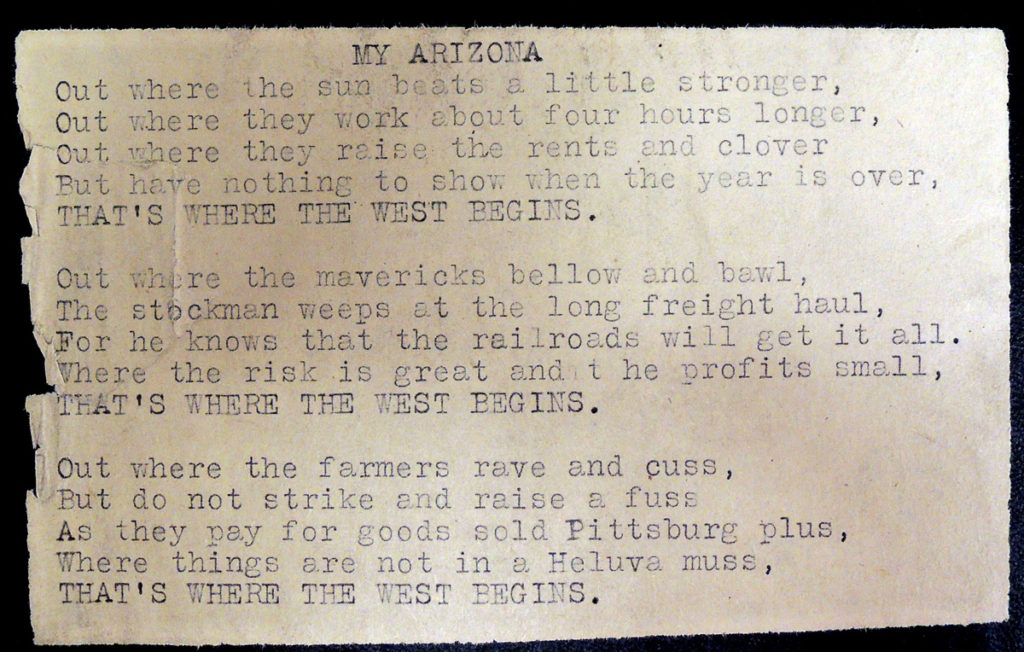 MY ARIZONA
Out where the sun beats a little stronger,
Out where they work about four hours longer,
Out where they raise the rents and clover
But have nothing to show when the year is over,
THAT'S WHERE THE WEST BEGINS.
Out where the mavericks bellow and bawl,
The stockman weeps at the long freight haul,
For he knows that the railroads will get it all.
Where the risk is great and t he profits small,
THAT'S WHERE THE WEST BEGINS.
Out where the farmers rave and cuss,
But do not strike and raise a fuss
As they pay for goods sold Pittsburg plus,
Where things are not in a Heluva muss,
THAT'S WHERE THE WEST BEGINS.